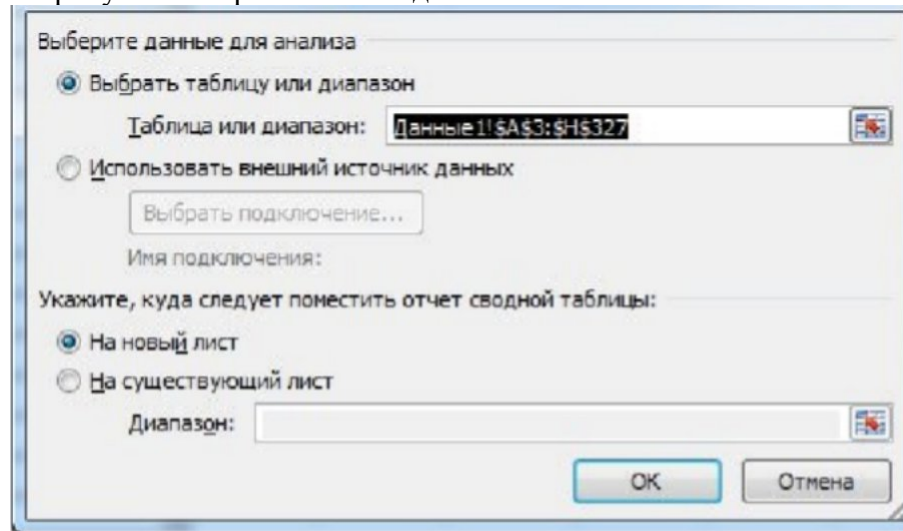 Выберите данные для анализа
Выбрать таблицу или диапазон
Таблица или диапазон: Данные1!$A$3:$H$327
Использовать внешний источник данных
Выбрать подключение...
Имя подключения:
Укажите, куда следует поместить отчет сводной таблицы:
На новый лист
На существующий лист
Диапазон:
ОК Отмена